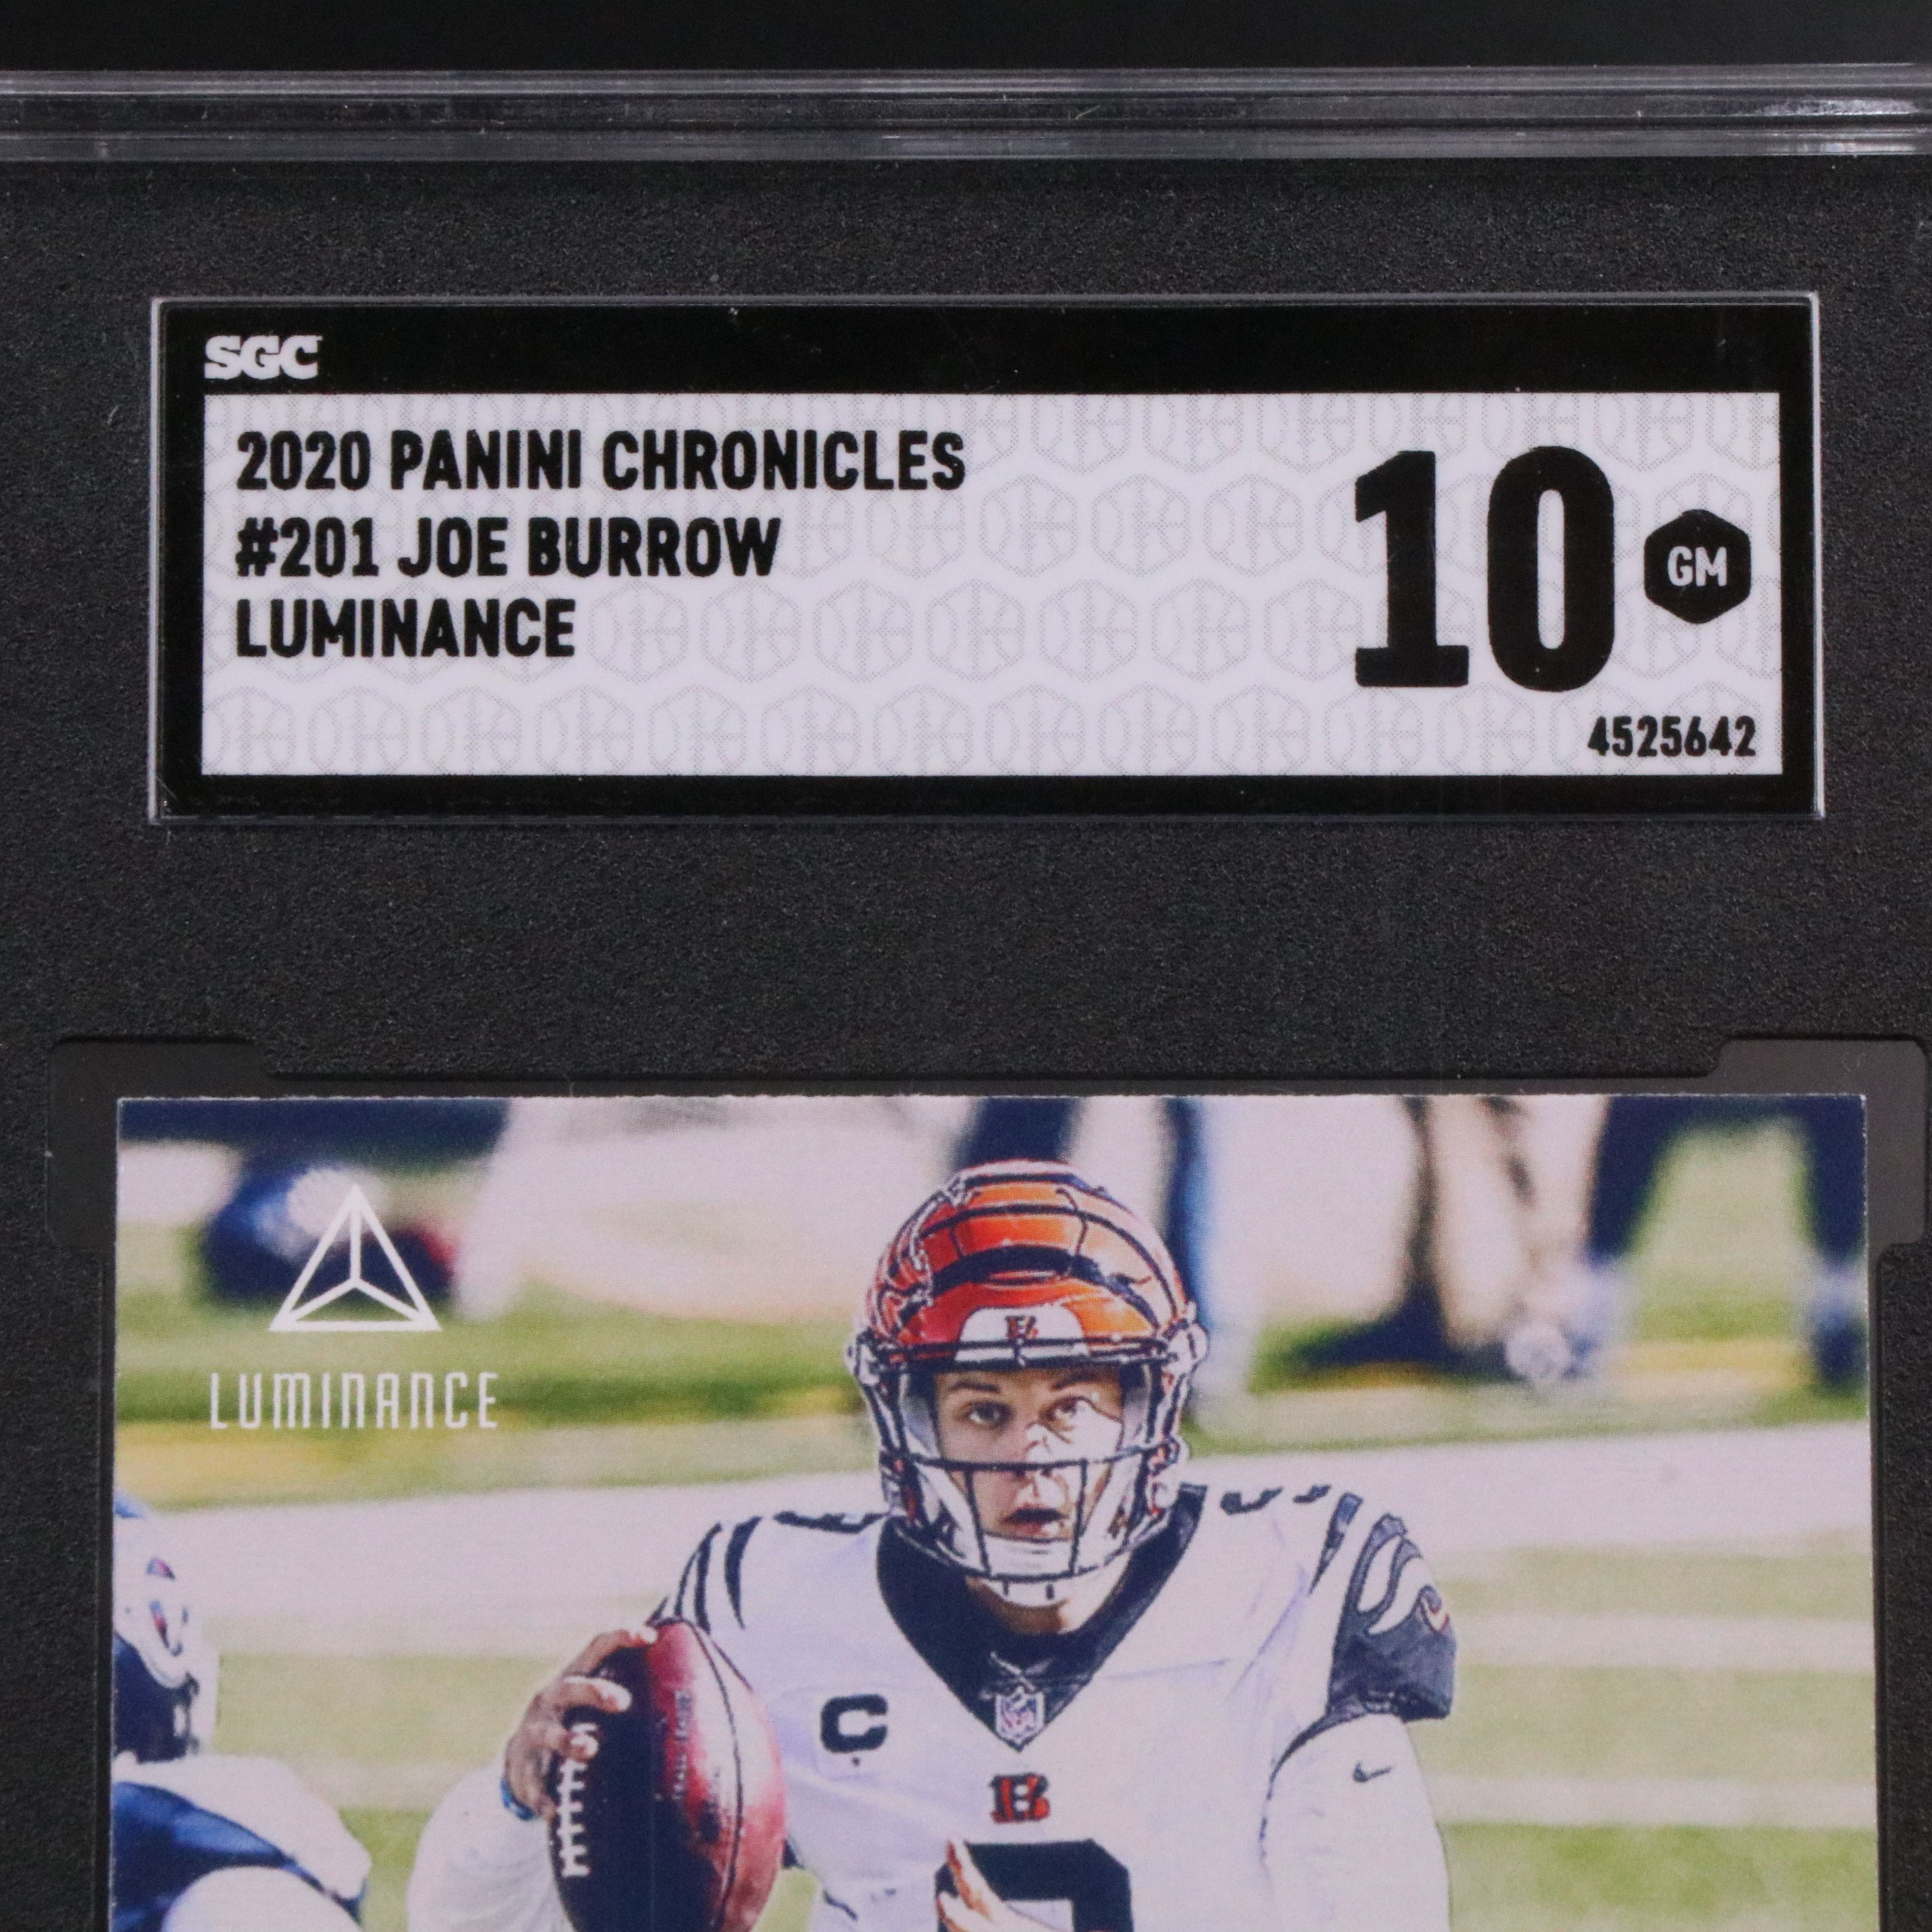 SGC
2020 PANINI CHRONICLES
#201 JOE BURROW
LUMINANCE
10
GM
4525642
LUMINANCE
C
B
B